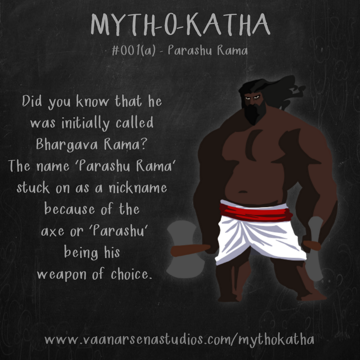 MYTH-O-KATHA
#001(a) - Parashu Rama
Did you know that he
was initially called
Bhargava Rama?
The name 'Parashu Rama'
stuck on as a nickname
because of the
axe or 'Parashu'
being his
weapon of choice.
www.vaanarsenastudios.com/mythokatha